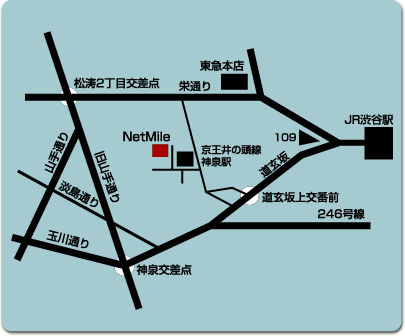 東急本店
松涛2丁目交差点
栄通り
JR渋谷駅
109
NetMile
京王井の頭線
神泉駅
山手通り
旧山手通り
道玄坂
淡島通り
道玄坂上交番前
246号線
玉川通り
神泉交差点